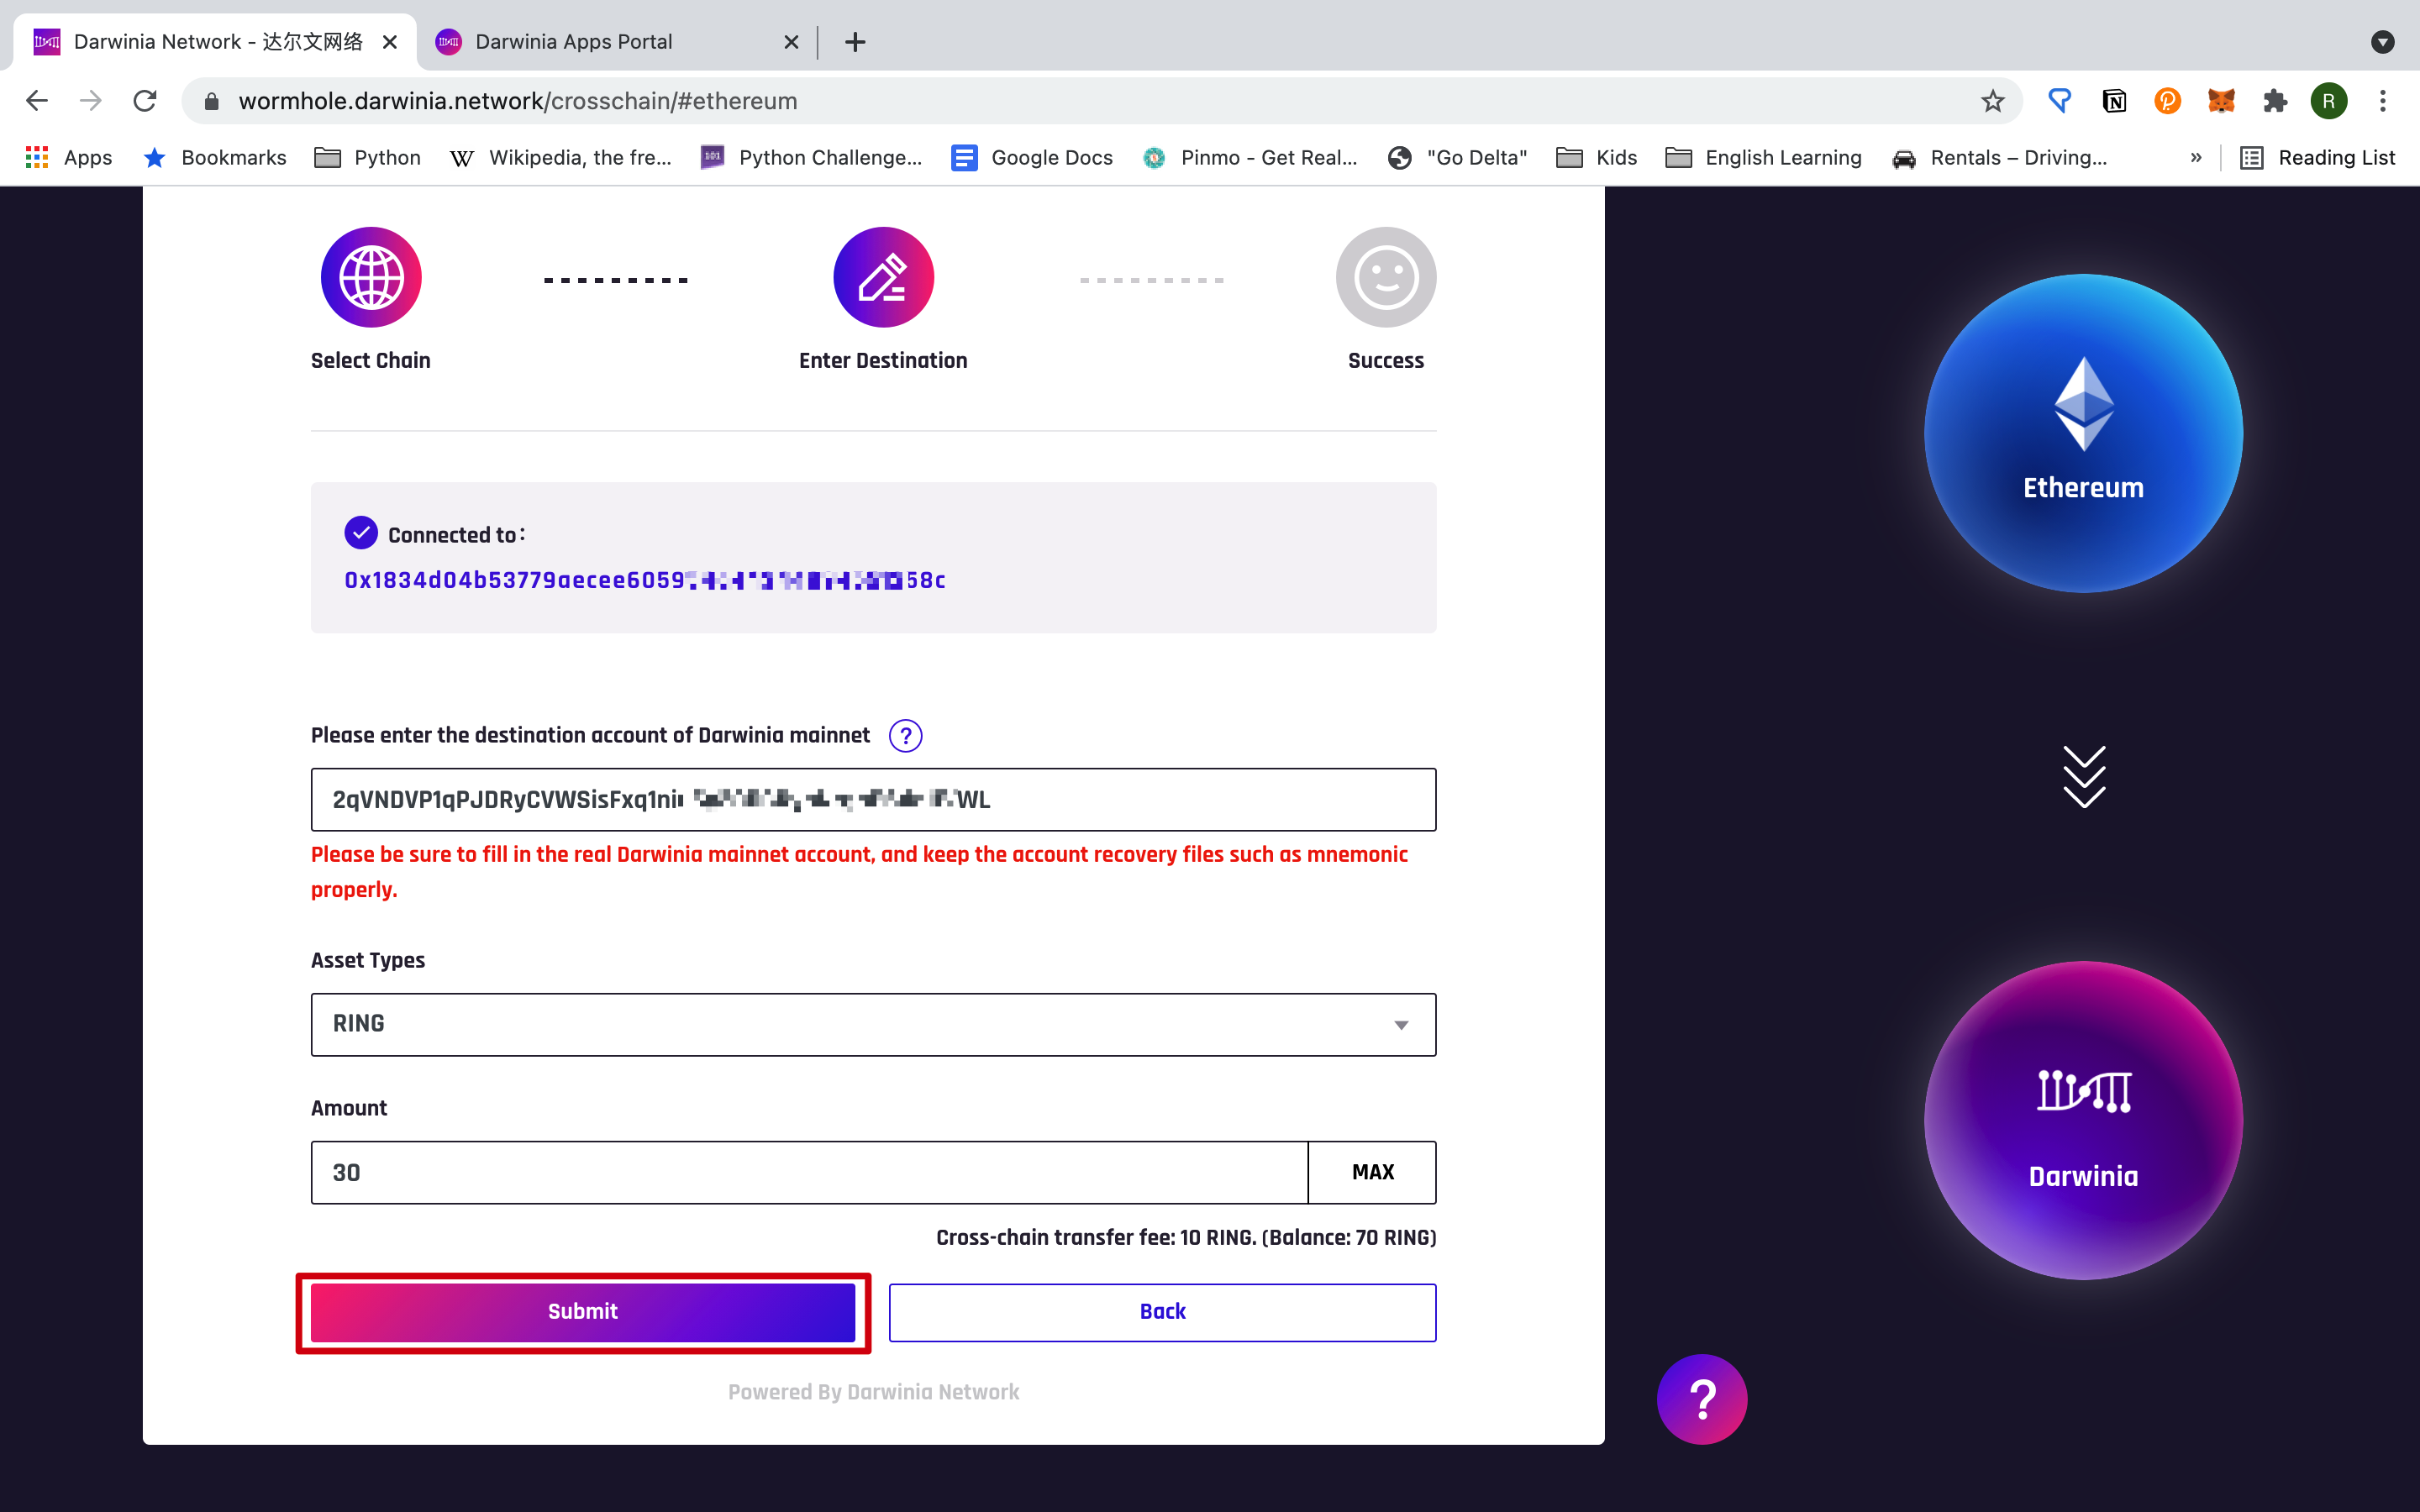 Darwinia Network - 达尔文网络
Darwinia Apps Portal
wormhole.darwinia.network/crosschain/#ethereum
R
Apps
Bookmarks
Python
W
Wikipedia, the fre...
Python Challenge...
Google Docs
Pinmo - Get Real...
"Go Delta"
Kids
English Learning
Rentals – Driving...
»
Reading List
Select Chain
Enter Destination
Success
Connected to:
0x1834d04b53779aecee6059 58c
Please enter the destination account of Darwinia mainnet ?
2qVNDVP1qPJDRyCVWSisFxq1ni WL
Please be sure to fill in the real Darwinia mainnet account, and keep the account recovery files such as mnemonic
properly.
Asset Types
RING
Amount
30
MAX
Cross-chain transfer fee: 10 RING. (Balance: 70 RING)
Submit
Back
Powered By Darwinia Network
Ethereum
Darwinia
?